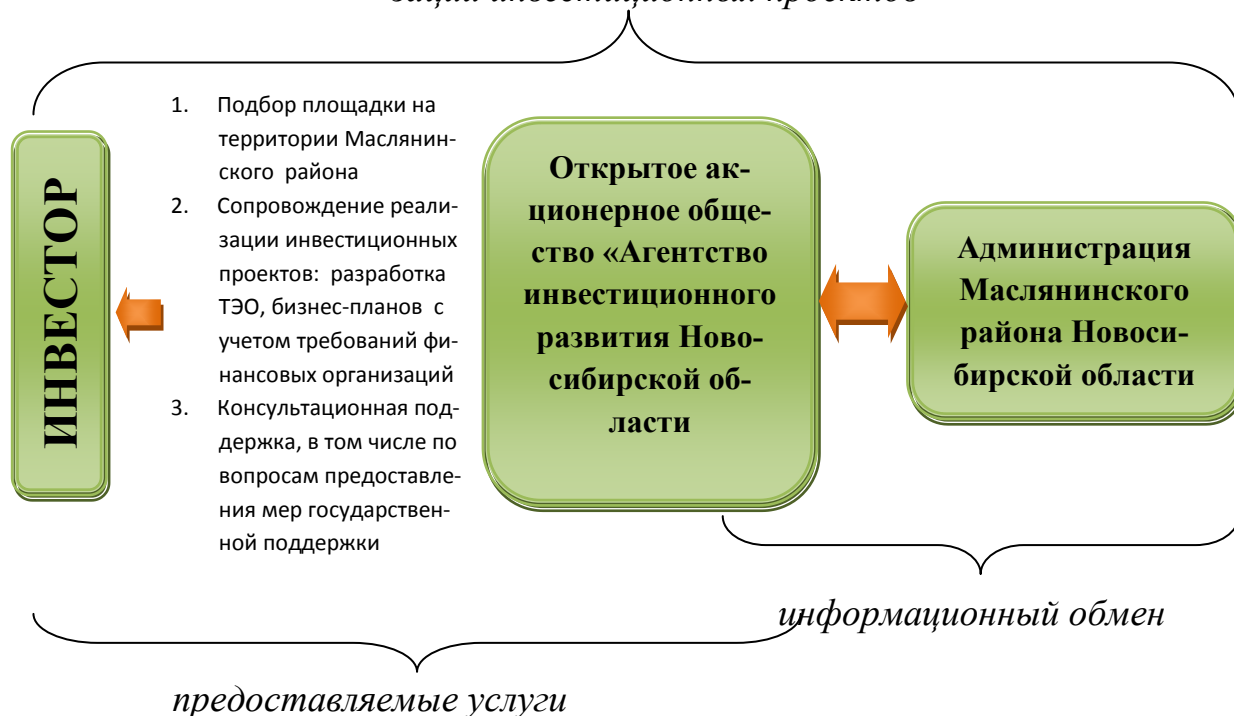 зации инвестиционных проектов
ИНВЕСТОР
1. Подбор площадки на
территории Маслянин-
ского района
2. Сопровождение реали-
зации инвестиционных
проектов: разработка
ТЭО, бизнес-планов с
учетом требований фи-
нансовых организаций
3. Консультационная под-
держка, в том числе по
вопросам предоставле-
ния мер государствен-
ной поддержки
Открытое ак-
ционерное обще-
ство «Агентство
инвестиционного
развития Ново-
сибирской об-
ласти
Администрация
Маслянинского
района Новоси-
бирской области
информационный обмен
предоставляемые услуги